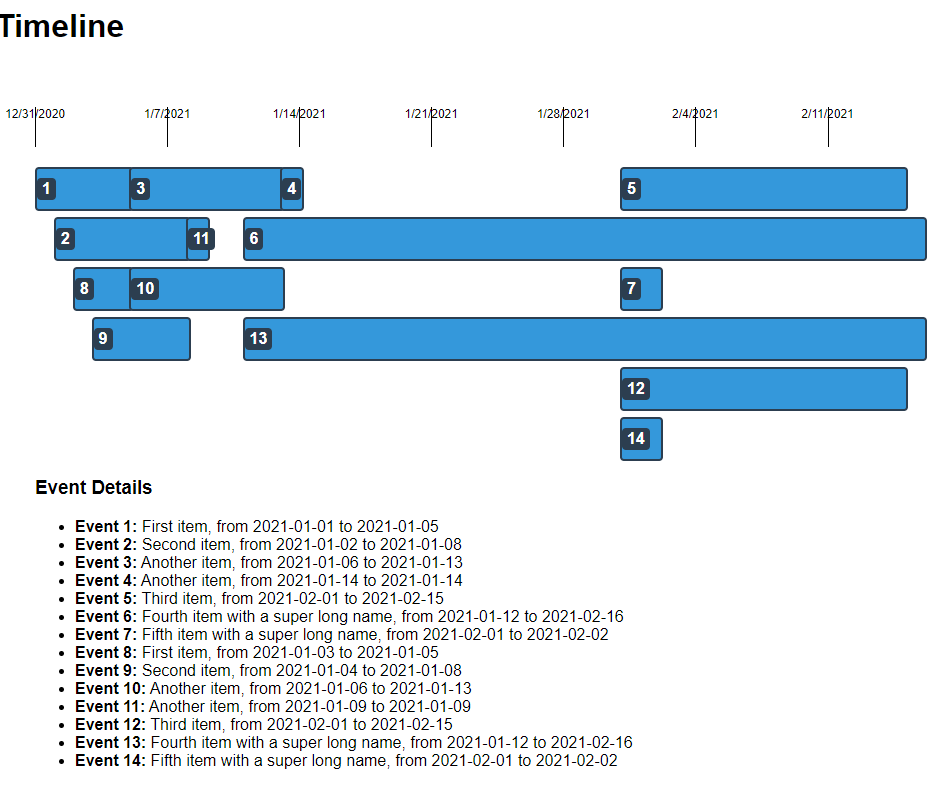 Timeline
12/31/2020 1/7/2021 1/14/2021 1/21/2021 1/28/2021 2/4/2021 2/11/2021
1 3 4 5
2 11 6
8 10 7
9 13
12
14
Event Details
• Event 1: First item, from 2021-01-01 to 2021-01-05
• Event 2: Second item, from 2021-01-02 to 2021-01-08
• Event 3: Another item, from 2021-01-06 to 2021-01-13
• Event 4: Another item, from 2021-01-14 to 2021-01-14
• Event 5: Third item, from 2021-02-01 to 2021-02-15
• Event 6: Fourth item with a super long name, from 2021-01-12 to 2021-02-16
• Event 7: Fifth item with a super long name, from 2021-02-01 to 2021-02-02
• Event 8: First item, from 2021-01-03 to 2021-01-05
• Event 9: Second item, from 2021-01-04 to 2021-01-08
• Event 10: Another item, from 2021-01-06 to 2021-01-13
• Event 11: Another item, from 2021-01-09 to 2021-01-09
• Event 12: Third item, from 2021-02-01 to 2021-02-15
• Event 13: Fourth item with a super long name, from 2021-01-12 to 2021-02-16
• Event 14: Fifth item with a super long name, from 2021-02-01 to 2021-02-02